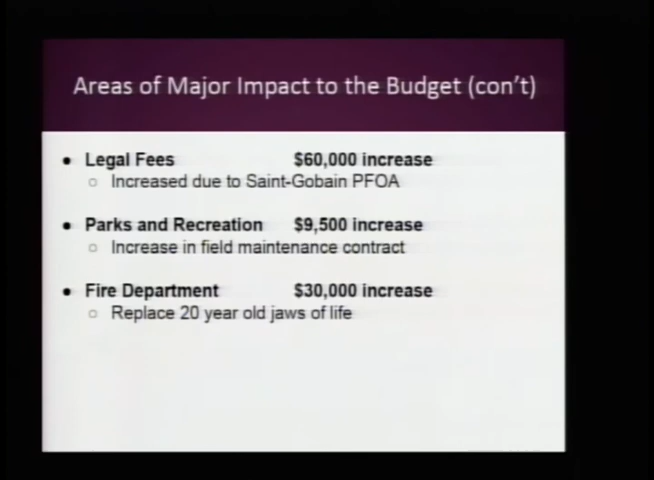 Areas of Major Impact to the Budget (con't)
• Legal Fees $60,000 increase
○ Increased due to Saint-Gobain PFOA
• Parks and Recreation $9,500 increase
○ Increase in field maintenance contract
• Fire Department $30,000 increase
○ Replace 20 year old jaws of life